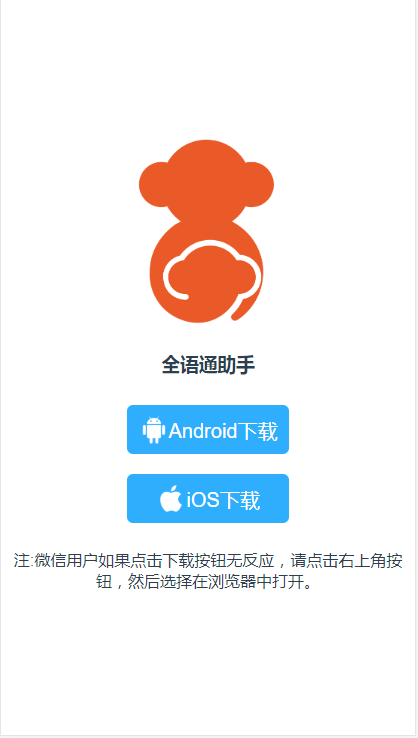 全语通助手
Android下载
iOS下载
注:微信用户如果点击下载按钮无反应，请点击右上角按
钮，然后选择在浏览器中打开。